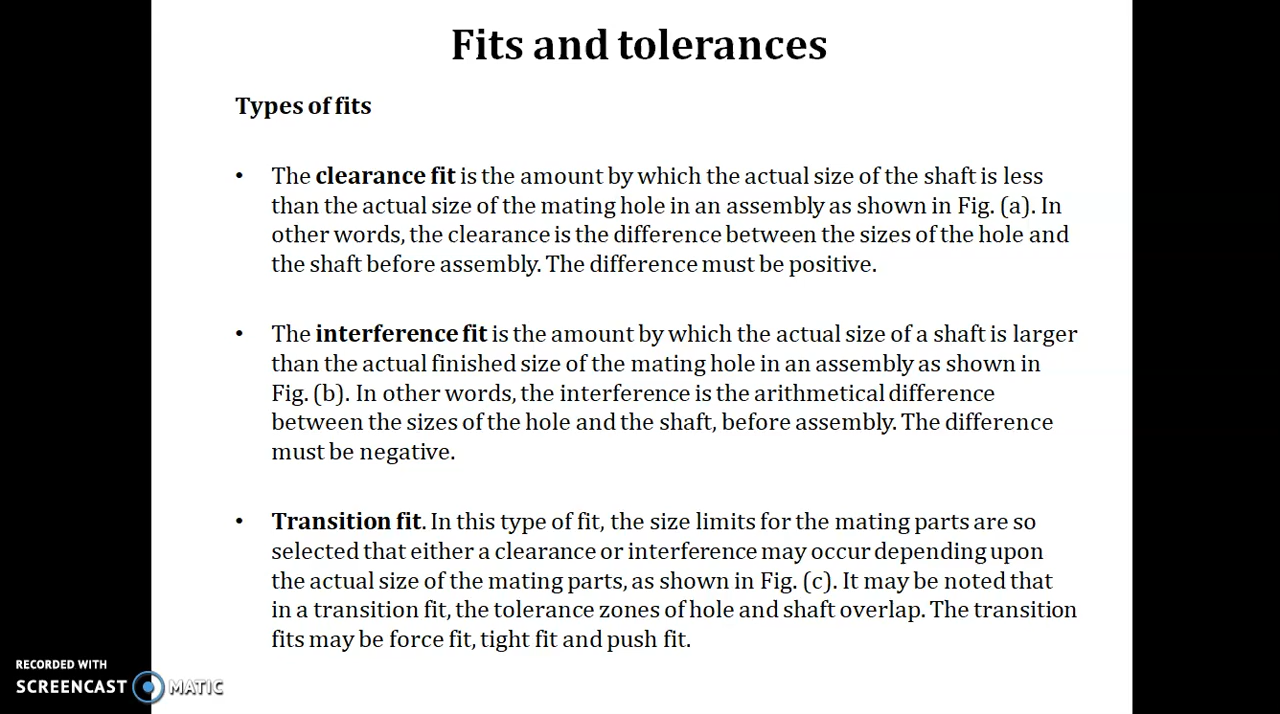 Fits and tolerances
Types of fits
• The clearance fit is the amount by which the actual size of the shaft is less
than the actual size of the mating hole in an assembly as shown in Fig. (a). In
other words, the clearance is the difference between the sizes of the hole and
the shaft before assembly. The difference must be positive.
• The interference fit is the amount by which the actual size of a shaft is larger
than the actual finished size of the mating hole in an assembly as shown in
Fig. (b). In other words, the interference is the arithmetical difference
between the sizes of the hole and the shaft, before assembly. The difference
must be negative.
• Transition fit. In this type of fit, the size limits for the mating parts are so
selected that either a clearance or interference may occur depending upon
the actual size of the mating parts, as shown in Fig. (c). It may be noted that
in a transition fit, the tolerance zones of hole and shaft overlap. The transition
fits may be force fit, tight fit and push fit.
RECORDED WITH
SCREENCAST MATIC